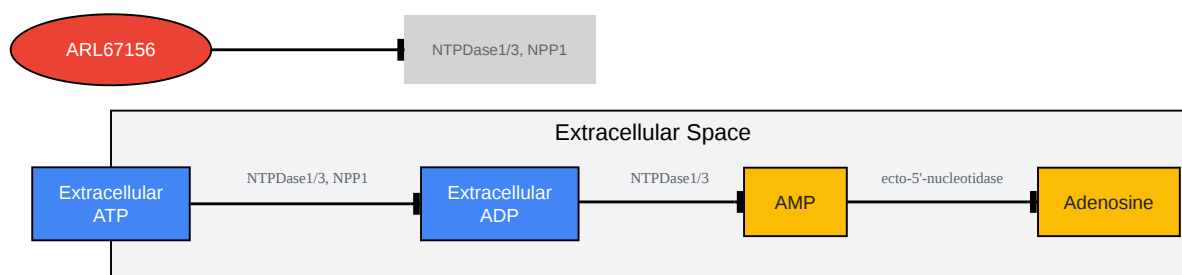 ARL67156
NTPDase1/3, NPP1
Extracellular Space
Extracellular
ATP
NTPDase1/3, NPP1
Extracellular
ADP
NTPDase1/3
AMP
ecto-5'-nucleotidase
Adenosine